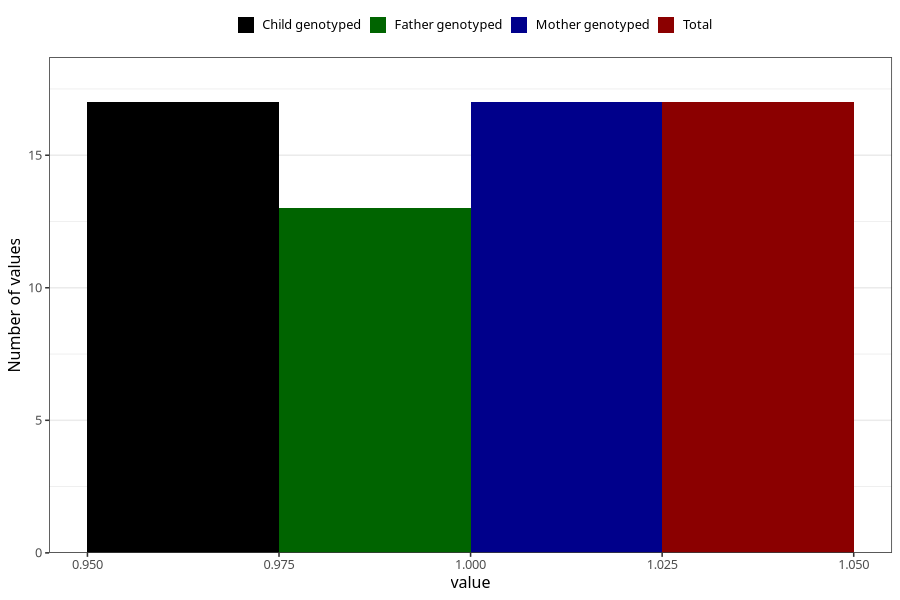 Child genotyped Father genotyped Mother genotyped Total
Number of values
15
10
5
0
0.950 0.975 1.000 1.025 1.050
value